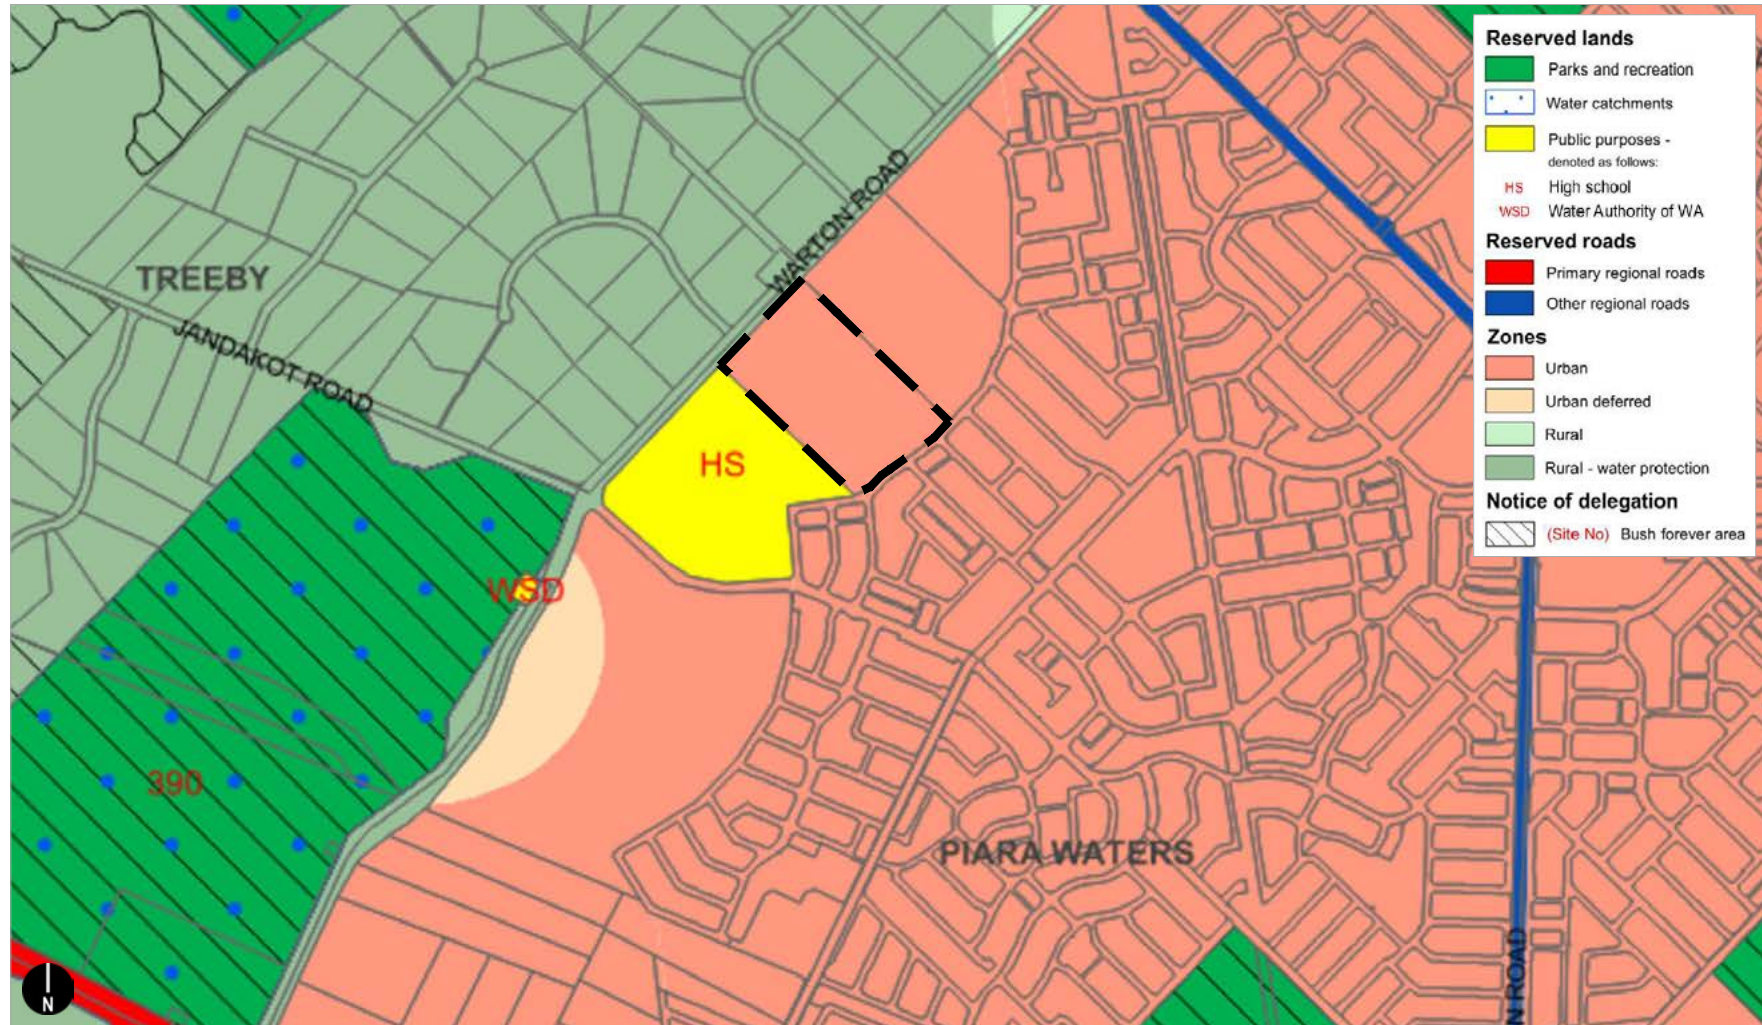 WARTON ROAD
TREEBY
JANDAKOT ROAD
HS
WSD
390
PIARA WATERS
N ROAD
N
Reserved lands
Parks and recreation
Water catchments
Public purposes -
denoted as follows:
HS High school
WSD Water Authority of WA
Reserved roads
Primary regional roads
Other regional roads
Zones
Urban
Urban deferred
Rural
Rural - water protection
Notice of delegation
(Site No) Bush forever area